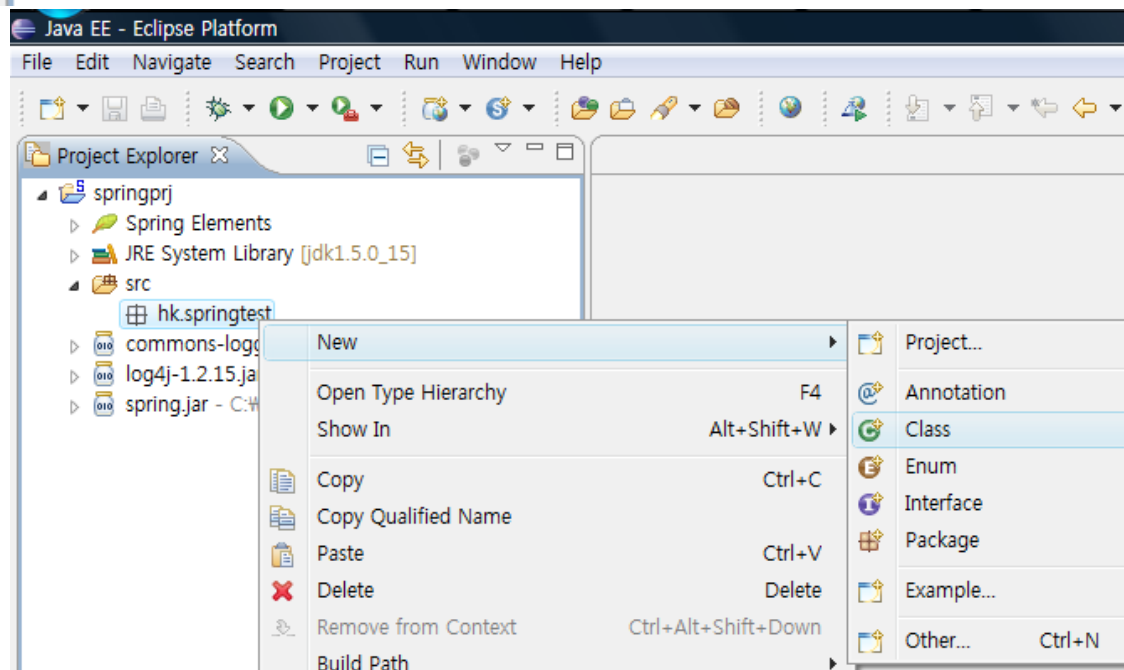 Java EE - Eclipse Platform
File Edit Navigate Search Project Run Window Help
Project Explorer
springprj
Spring Elements
JRE System Library [jdk1.5.0_15]
src
hk.springtest
commons-logg
log4j-1.2.15.ja
spring.jar - C:₩
New
Open Type Hierarchy F4
Show In Alt+Shift+W
Copy Ctrl+C
Copy Qualified Name
Paste Ctrl+V
Delete Delete
Remove from Context Ctrl+Alt+Shift+Down
Build Path
Project...
Annotation
Class
Enum
Interface
Package
Example...
Other... Ctrl+N